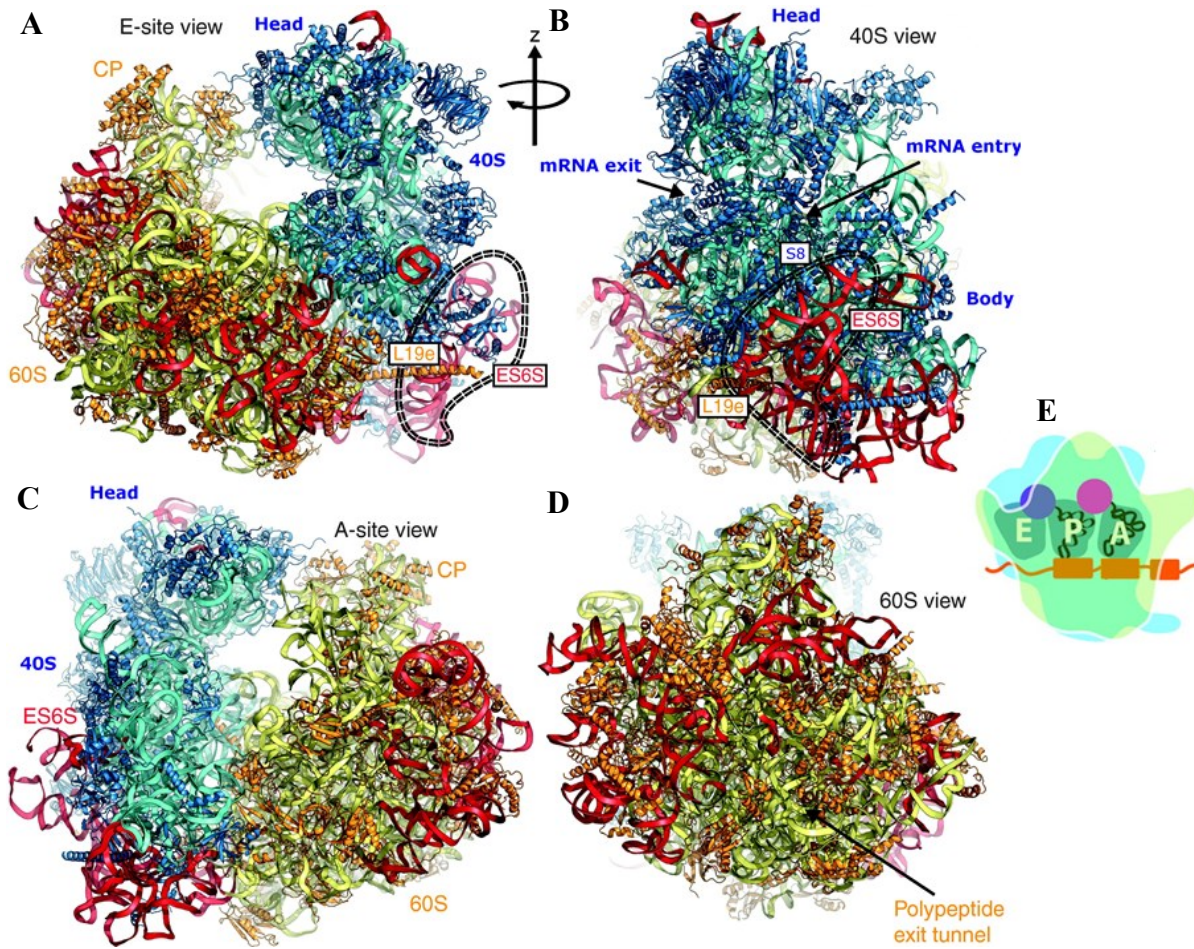 A
E-site view
Head
CP
z
40S
L19e
ES6S
60S
B
Head
40S view
mRNA exit
mRNA entry
S8
Body
ES6S
L19e
C
Head
A-site view
CP
40S
ES6S
60S
D
60S view
Polypeptide
exit tunnel
E
E P A